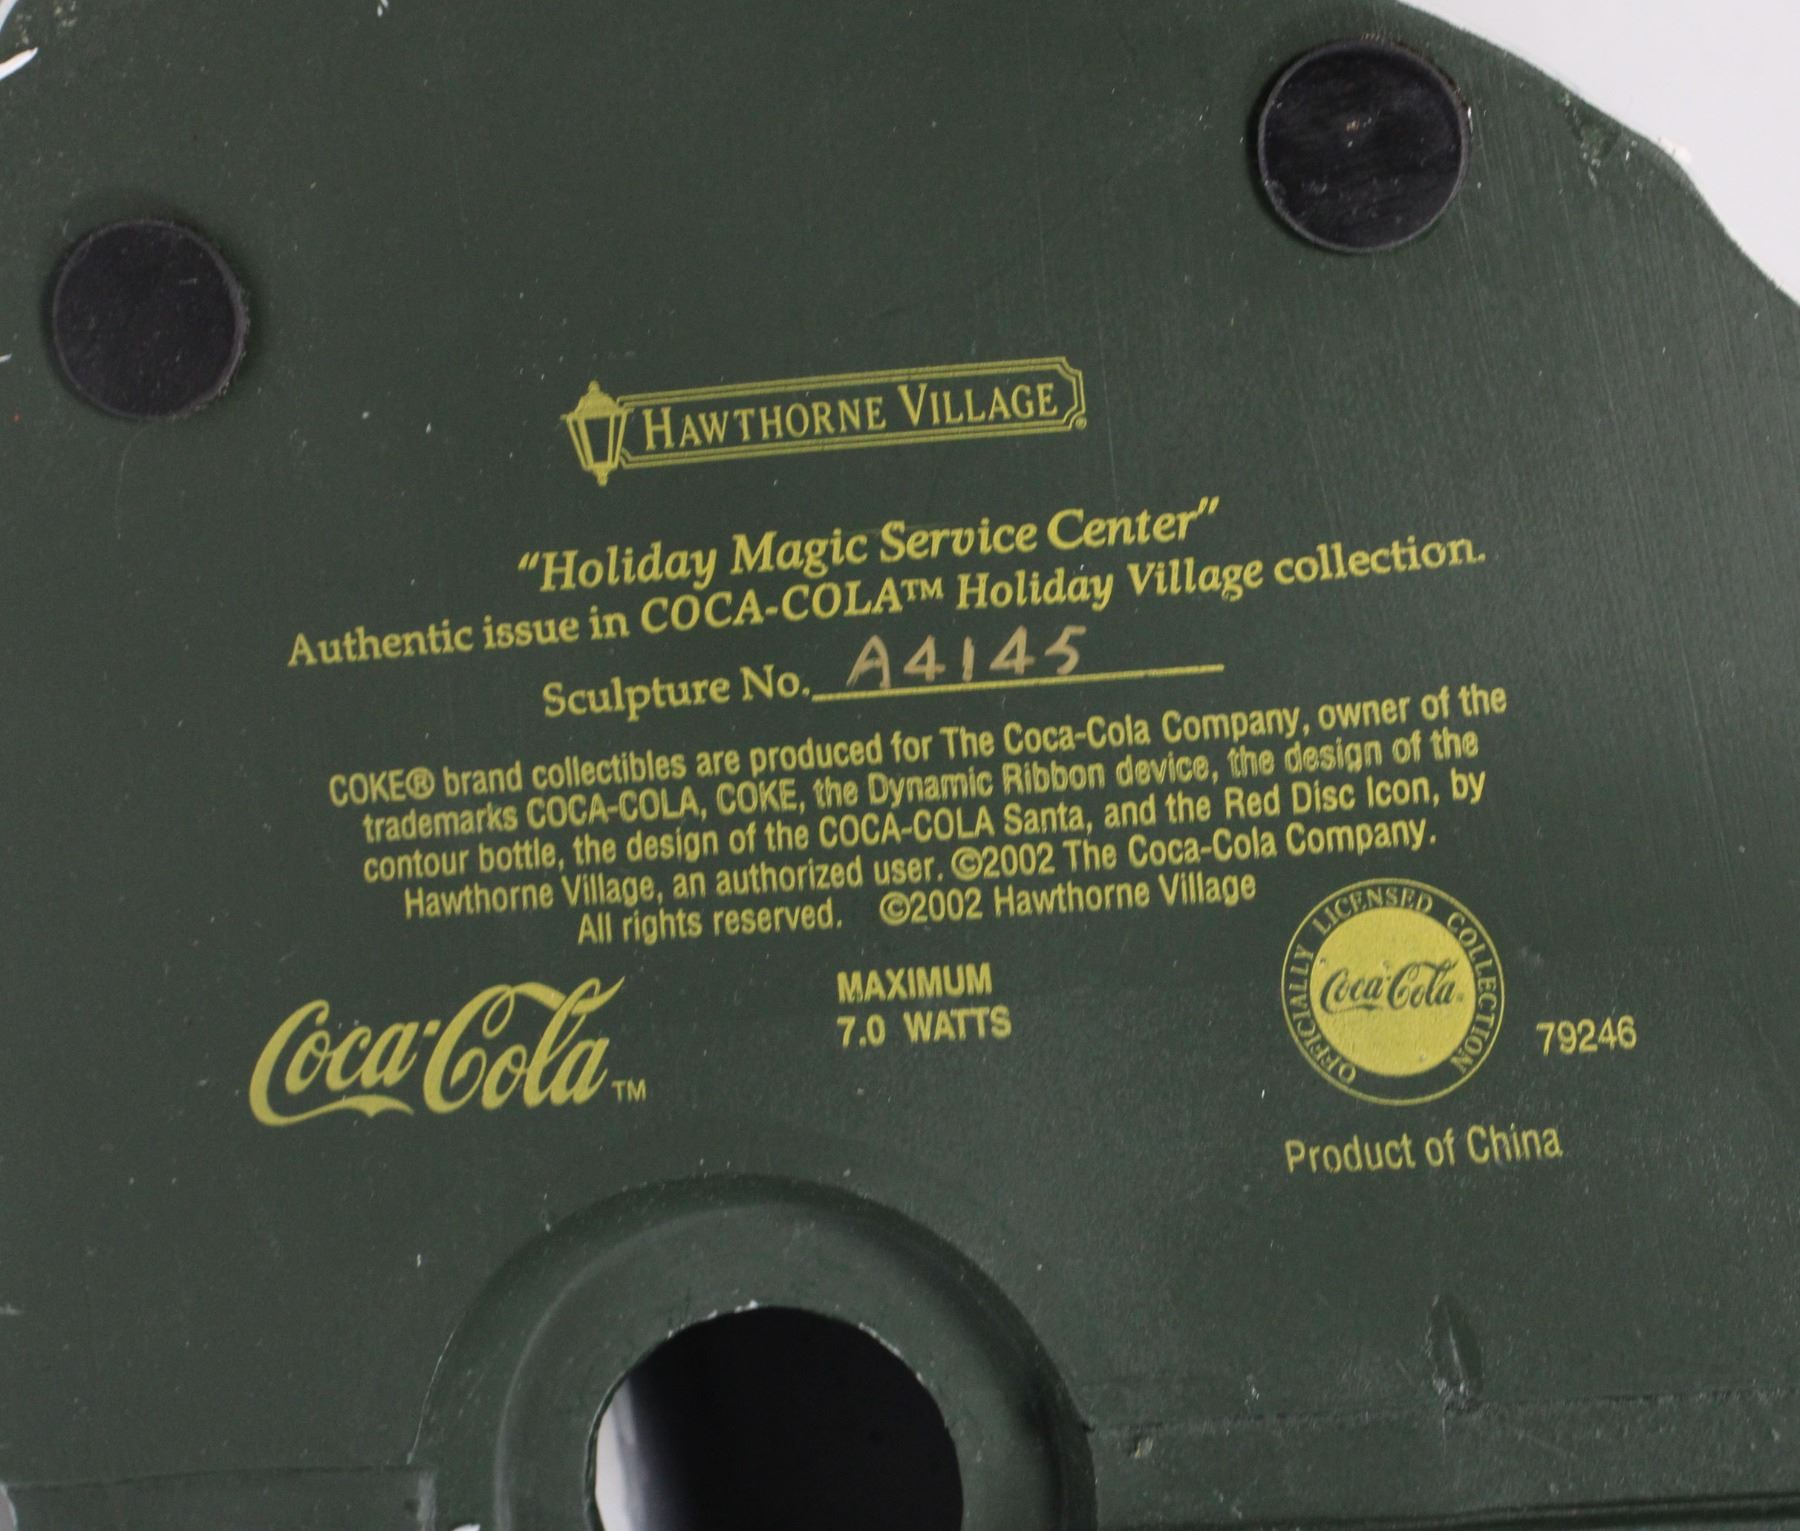 HAWTHORNE VILLAGE®
“Holiday Magic Service Center”
Authentic issue in COCA-COLA™ Holiday Village collection.
Sculpture No. A4145
COKE® brand collectibles are produced for The Coca-Cola Company, owner of the
trademarks COCA-COLA, COKE, the Dynamic Ribbon device, the design of the
contour bottle, the design of the COCA-COLA Santa, and the Red Disc Icon, by
Hawthorne Village, an authorized user. ©2002 The Coca-Cola Company.
All rights reserved. ©2002 Hawthorne Village
Coca-Cola™
MAXIMUM
7.0 WATTS
OFFICIALLY LICENSED COLLECTION
Coca-Cola
79246
Product of China